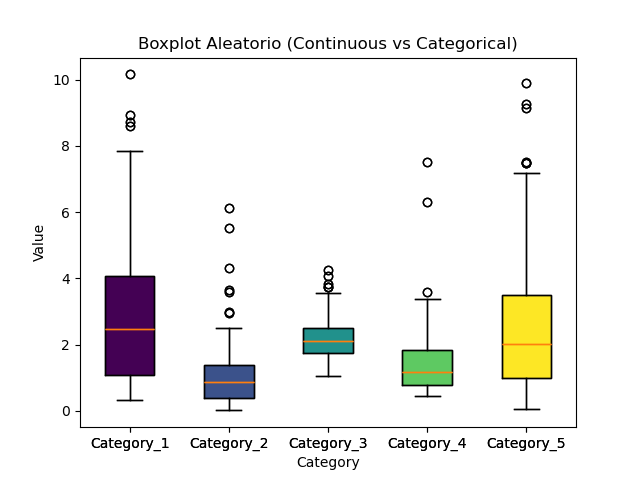 Boxplot Aleatorio (Continuous vs Categorical)
10
8
6
4
2
0
Value
Category_1 Category_2 Category_3 Category_4 Category_5
Category